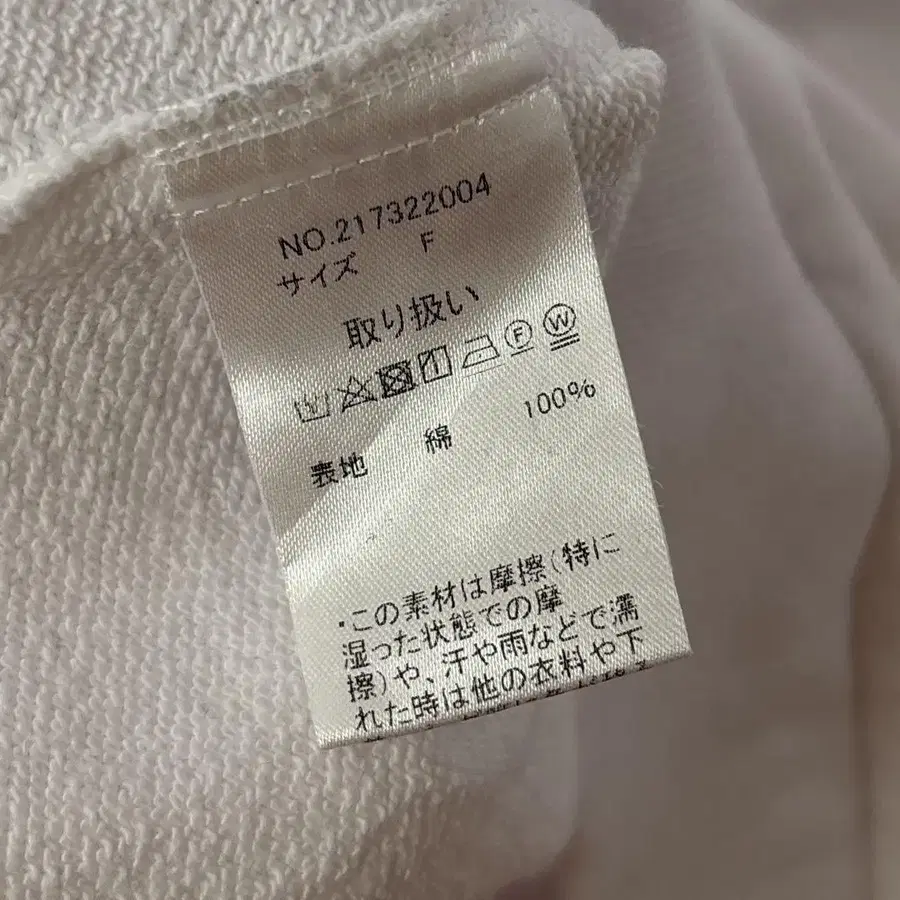 NO.217322004
サイズ F
取り扱い
表地 綿 100%
・この素材は摩擦(特に
湿った状態での摩
擦)や、汗や雨などで濡
れた時は他の衣料や下